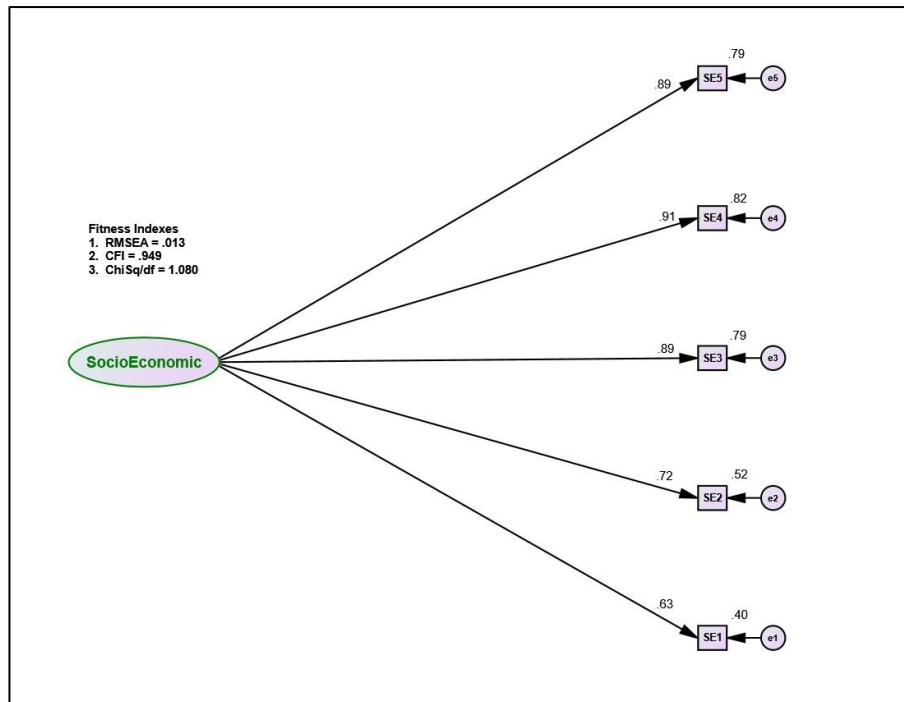 .79
.89
SE5
e5
.82
.91
SE4
e4
Fitness Indexes
1. RMSEA = .013
2. CFI = .949
3. ChiSq/df = 1.080
.79
.89
SE3
e3
SocioEconomic
.72
.52
SE2
e2
.63
.40
SE1
e1